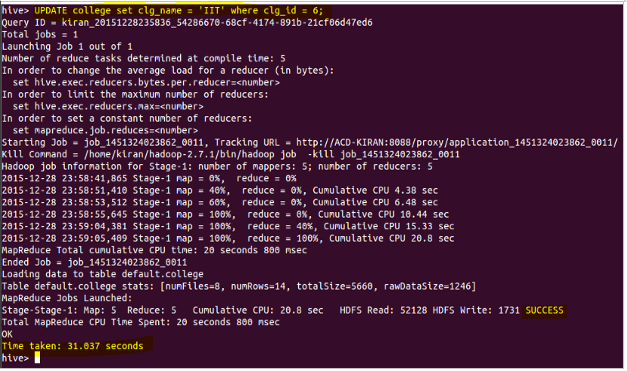 hive> UPDATE college set clg_name = 'IIT' where clg_id = 6;
Query ID = kiran_20151228235836_54286670-68cf-4174-891b-21cf06d47ed6
Total jobs = 1
Launching Job 1 out of 1
Number of reduce tasks determined at compile time: 5
In order to change the average load for a reducer (in bytes):
  set hive.exec.reducers.bytes.per.reducer=<number>
In order to limit the maximum number of reducers:
  set hive.exec.reducers.max=<number>
In order to set a constant number of reducers:
  set mapreduce.job.reduces=<number>
Starting Job = job_1451324023862_0011, Tracking URL = http://ACD-KIRAN:8088/proxy/application_1451324023862_0011/
Kill Command = /home/kiran/hadoop-2.7.1/bin/hadoop job  -kill job_1451324023862_0011
Hadoop job information for Stage-1: number of mappers: 5; number of reducers: 5
2015-12-28 23:58:41,865 Stage-1 map = 0%,  reduce = 0%
2015-12-28 23:58:51,410 Stage-1 map = 40%,  reduce = 0%, Cumulative CPU 4.38 sec
2015-12-28 23:58:53,512 Stage-1 map = 60%,  reduce = 0%, Cumulative CPU 6.48 sec
2015-12-28 23:58:55,645 Stage-1 map = 100%,  reduce = 0%, Cumulative CPU 10.44 sec
2015-12-28 23:59:04,381 Stage-1 map = 100%,  reduce = 40%, Cumulative CPU 15.33 sec
2015-12-28 23:59:05,409 Stage-1 map = 100%,  reduce = 100%, Cumulative CPU 20.8 sec
MapReduce Total cumulative CPU time: 20 seconds 800 msec
Ended Job = job_1451324023862_0011
Loading data to table default.college
Table default.college stats: [numFiles=8, numRows=14, totalSize=5660, rawDataSize=1246]
MapReduce Jobs Launched:
Stage-Stage-1: Map: 5  Reduce: 5   Cumulative CPU: 20.8 sec   HDFS Read: 52128 HDFS Write: 1731 SUCCESS
Total MapReduce CPU Time Spent: 20 seconds 800 msec
OK
Time taken: 31.037 seconds
hive>